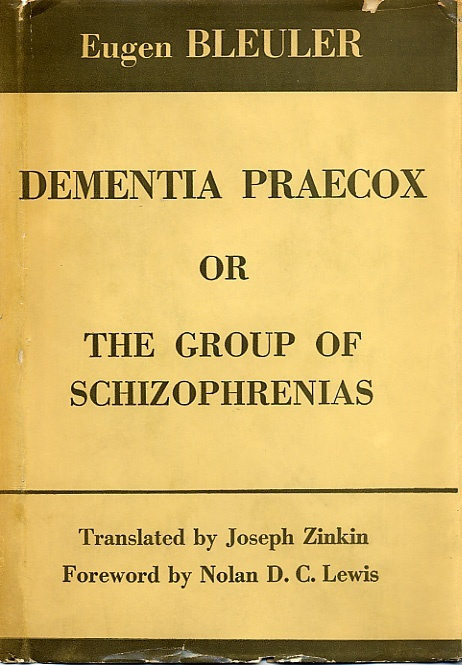 Eugen BLEULER
DEMENTIA PRAECOX
OR
THE GROUP OF
SCHIZOPHRENIAS
Translated by Joseph Zinkin
Foreword by Nolan D. C. Lewis